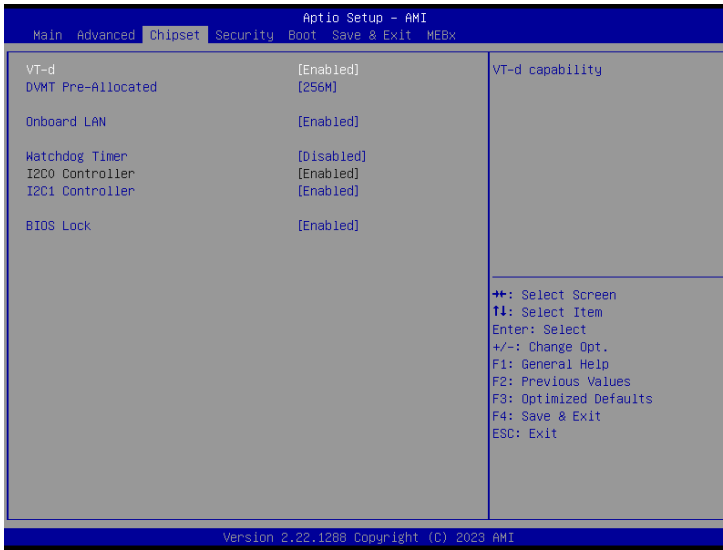 Aptio Setup - AMI
Main Advanced Chipset Security Boot Save & Exit MEBx
VT-d [Enabled]
DVMT Pre-Allocated [256M]
Onboard LAN [Enabled]
Watchdog Timer [Disabled]
I2C0 Controller [Enabled]
I2C1 Controller [Enabled]
BIOS Lock [Enabled]
VT-d capability
→←: Select Screen
↑↓: Select Item
Enter: Select
+/-: Change Opt.
F1: General Help
F2: Previous Values
F3: Optimized Defaults
F4: Save & Exit
ESC: Exit
Version 2.22.1288 Copyright (C) 2023 AMI